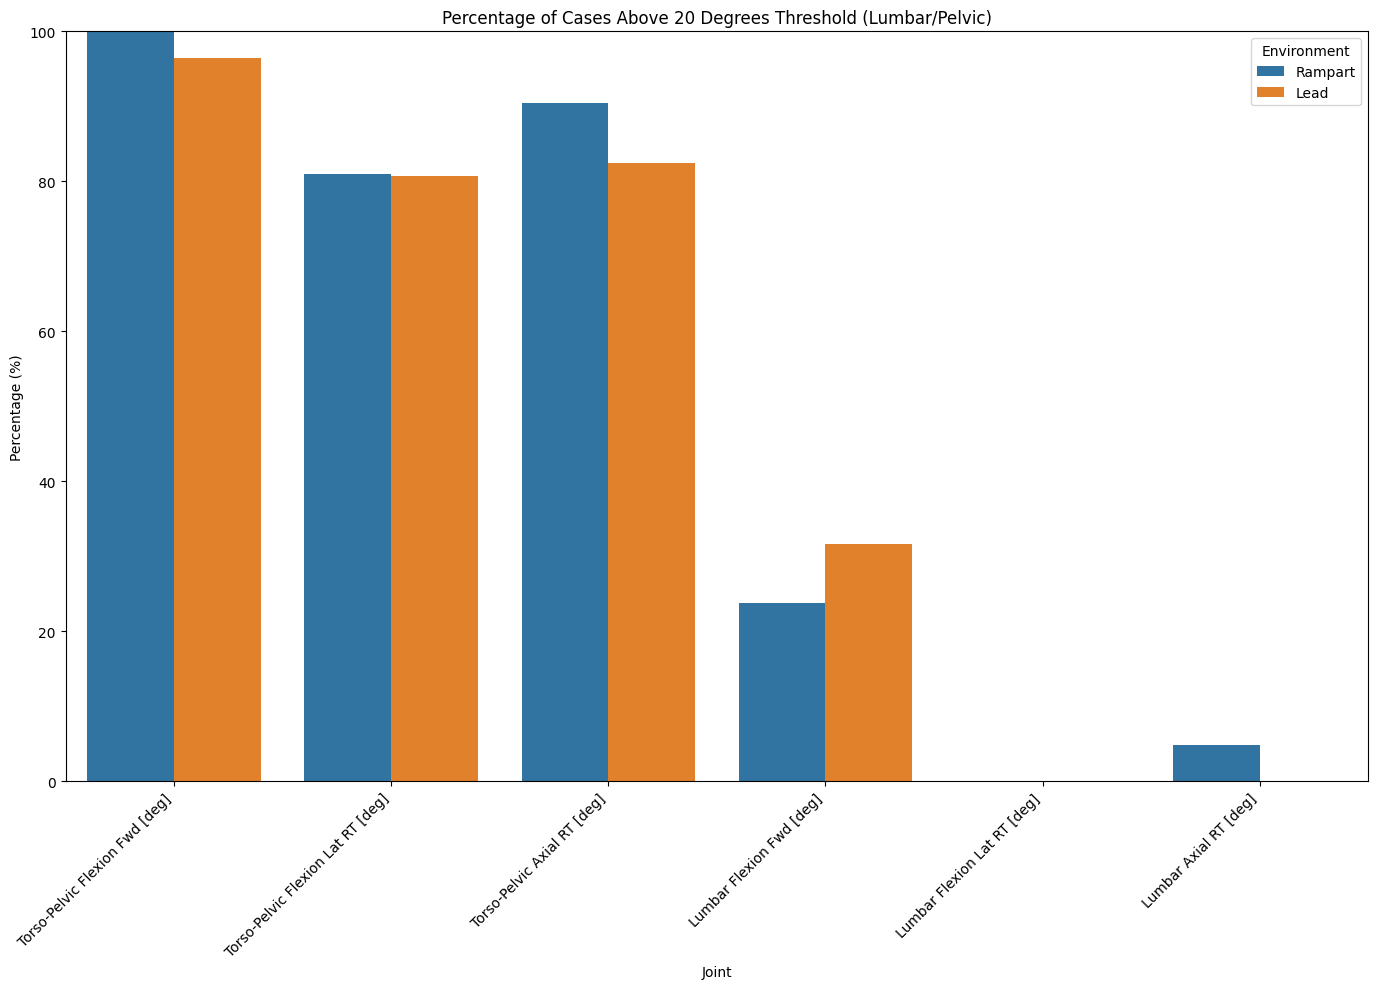 Percentage of Cases Above 20 Degrees Threshold (Lumbar/Pelvic)
Environment
Rampart
Lead
Percentage (%)
100
80
60
40
20
0
Torso-Pelvic Flexion Fwd [deg]
Torso-Pelvic Flexion Lat RT [deg]
Torso-Pelvic Axial RT [deg]
Lumbar Flexion Fwd [deg]
Lumbar Flexion Lat RT [deg]
Lumbar Axial RT [deg]
Joint